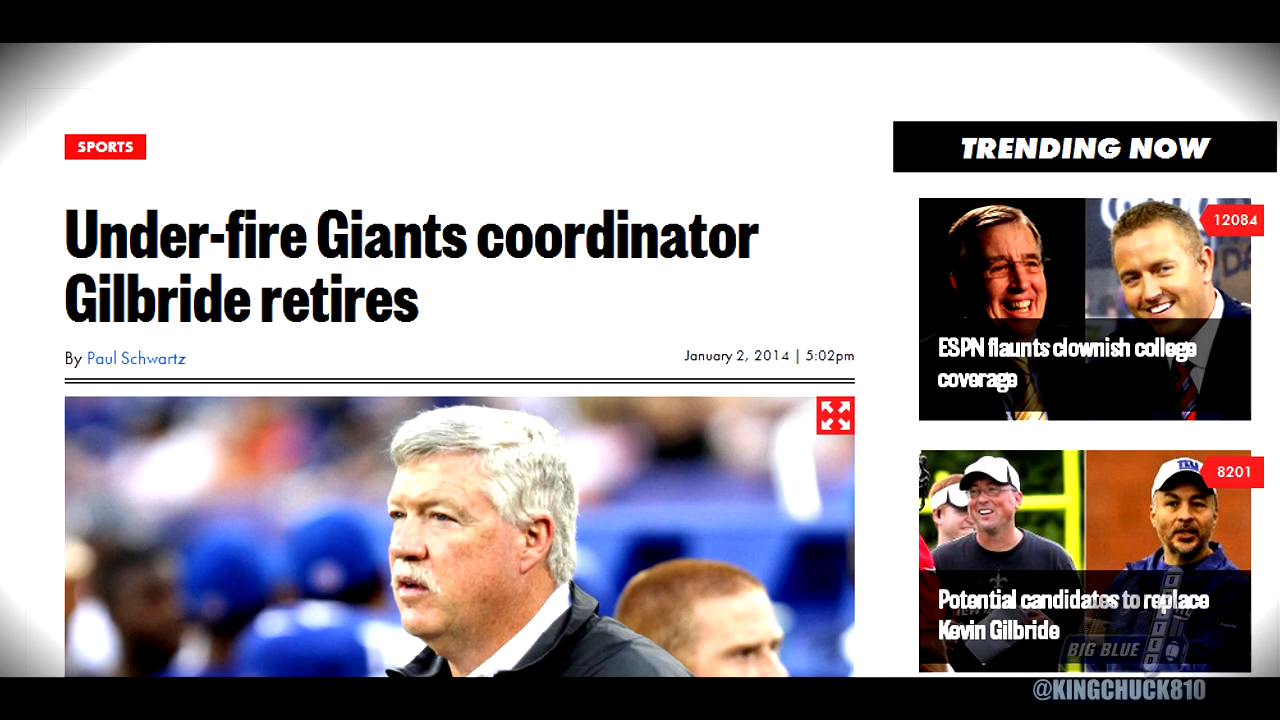 SPORTS
Under-fire Giants coordinator
Gilbride retires
By Paul Schwartz
January 2, 2014 | 5:02pm
TRENDING NOW
12084
ESPN flaunts clownish college
coverage
8201
Potential candidates to replace
Kevin Gilbride
BIG BLUE
UNITED
@KINGCHUCK810